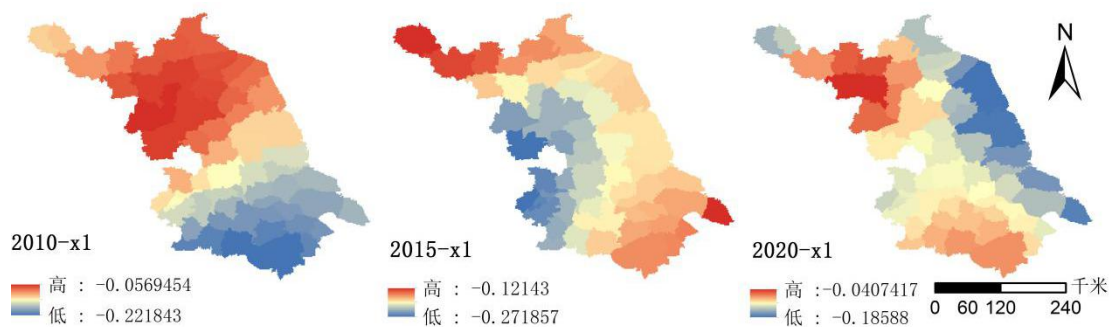 N
2010-x1
高 : -0.0569454
低 : -0.221843
2015-x1
高 : -0.12143
低 : -0.271857
2020-x1
高 :-0.0407417
低 : -0.18588
千米
0 60 120 240